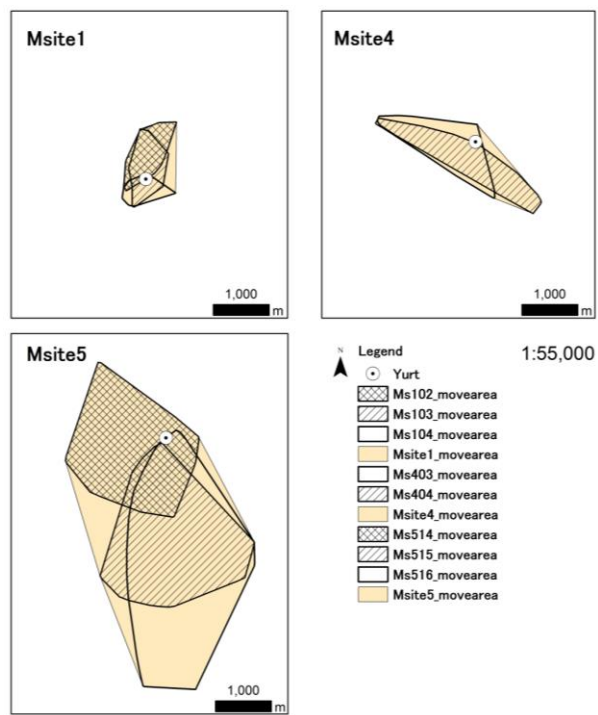 Msite1
1,000
m
Msite4
1,000
m
Msite5
1,000
m
N
Legend 1:55,000
Yurt
Ms102_movearea
Ms103_movearea
Ms104_movearea
Msite1_movearea
Ms403_movearea
Ms404_movearea
Msite4_movearea
Ms514_movearea
Ms515_movearea
Ms516_movearea
Msite5_movearea